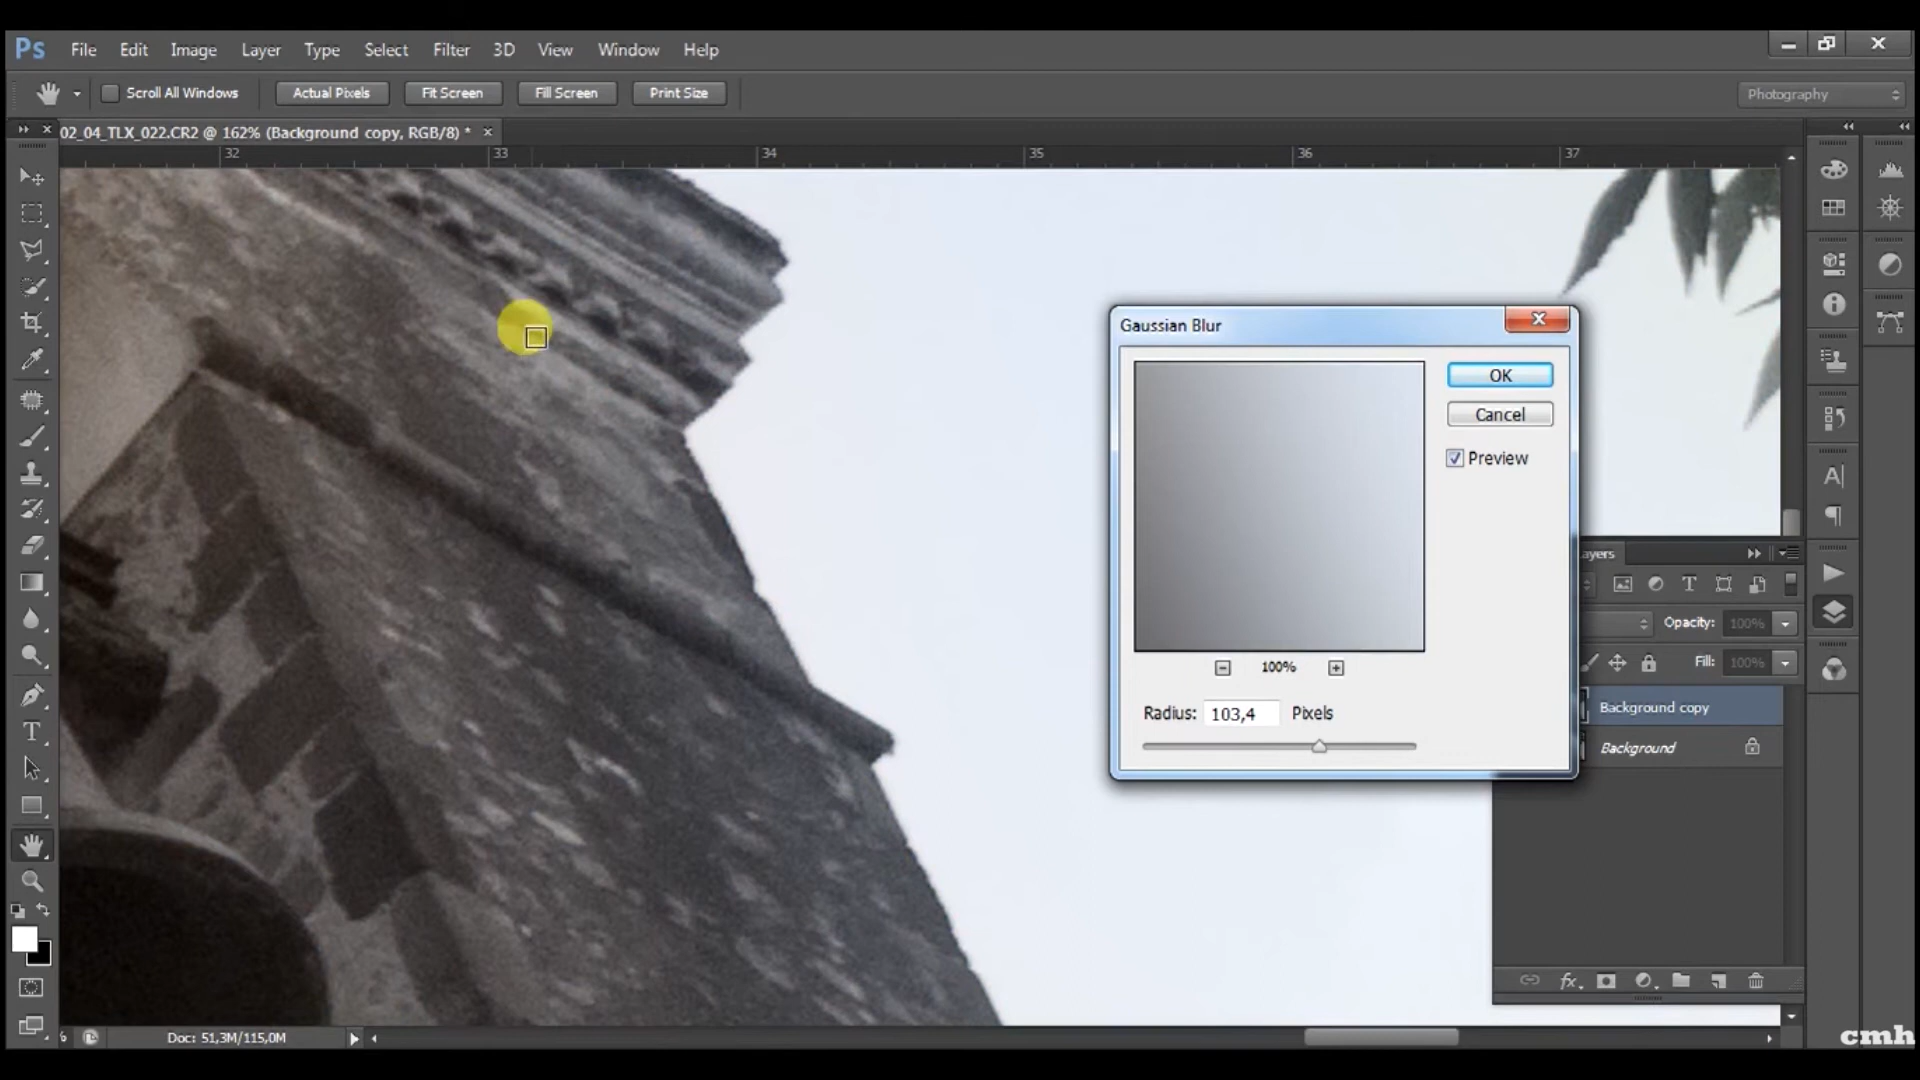 Ps File Edit Image Layer Type Select Filter 3D View Window Help
Scroll All Windows Actual Pixels Fit Screen Fill Screen Print Size Photography
02_04_TLX_022.CR2 @ 162% (Background copy, RGB/8) * ×
32 33 34 35 36 37
Gaussian Blur
OK
Cancel
Preview
100%
Radius: 103,4 Pixels
ayers
Opacity: 100%
Fill: 100%
Background copy
Background
% Doc: 51,3M/115,0M
cmh